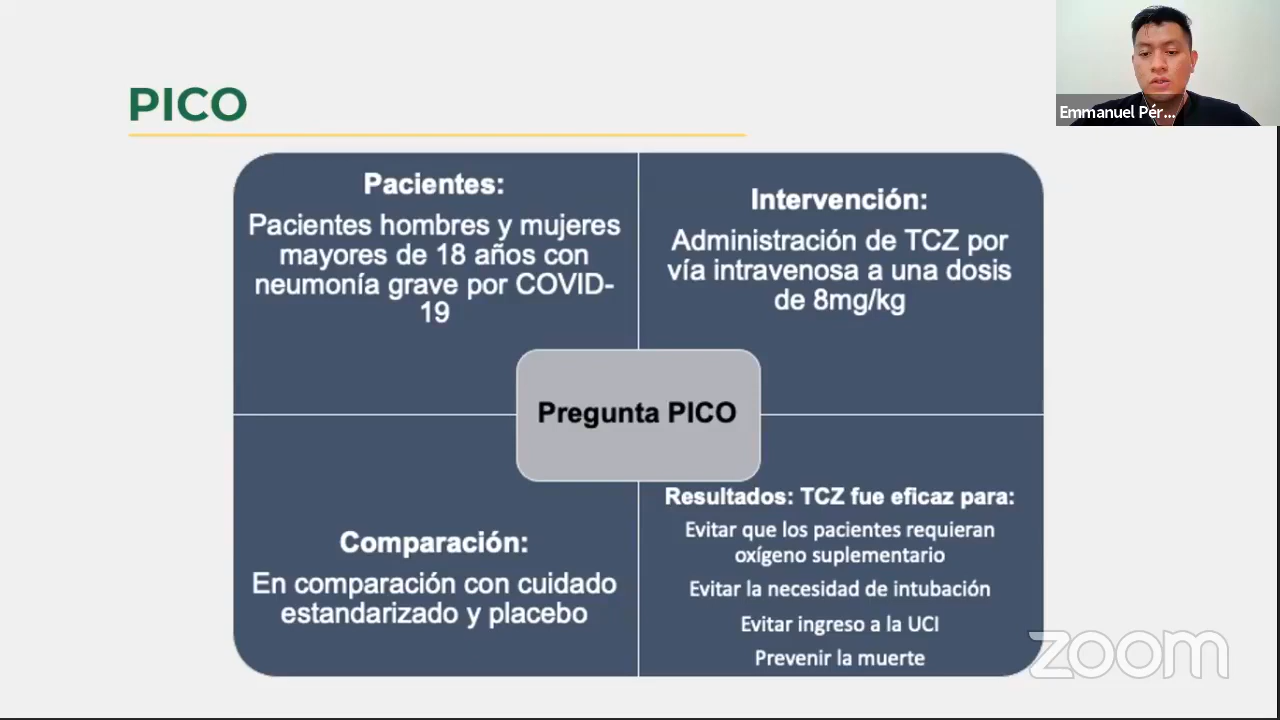 PICO
Emmanuel Pér...
Pacientes:
Pacientes hombres y mujeres
mayores de 18 años con
neumonía grave por COVID-
19
Intervención:
Administración de TCZ por
vía intravenosa a una dosis
de 8mg/kg
Pregunta PICO
Comparación:
En comparación con cuidado
estandarizado y placebo
Resultados: TCZ fue eficaz para:
Evitar que los pacientes requieran
oxígeno suplementario
Evitar la necesidad de intubación
Evitar ingreso a la UCI
Prevenir la muerte
zoom